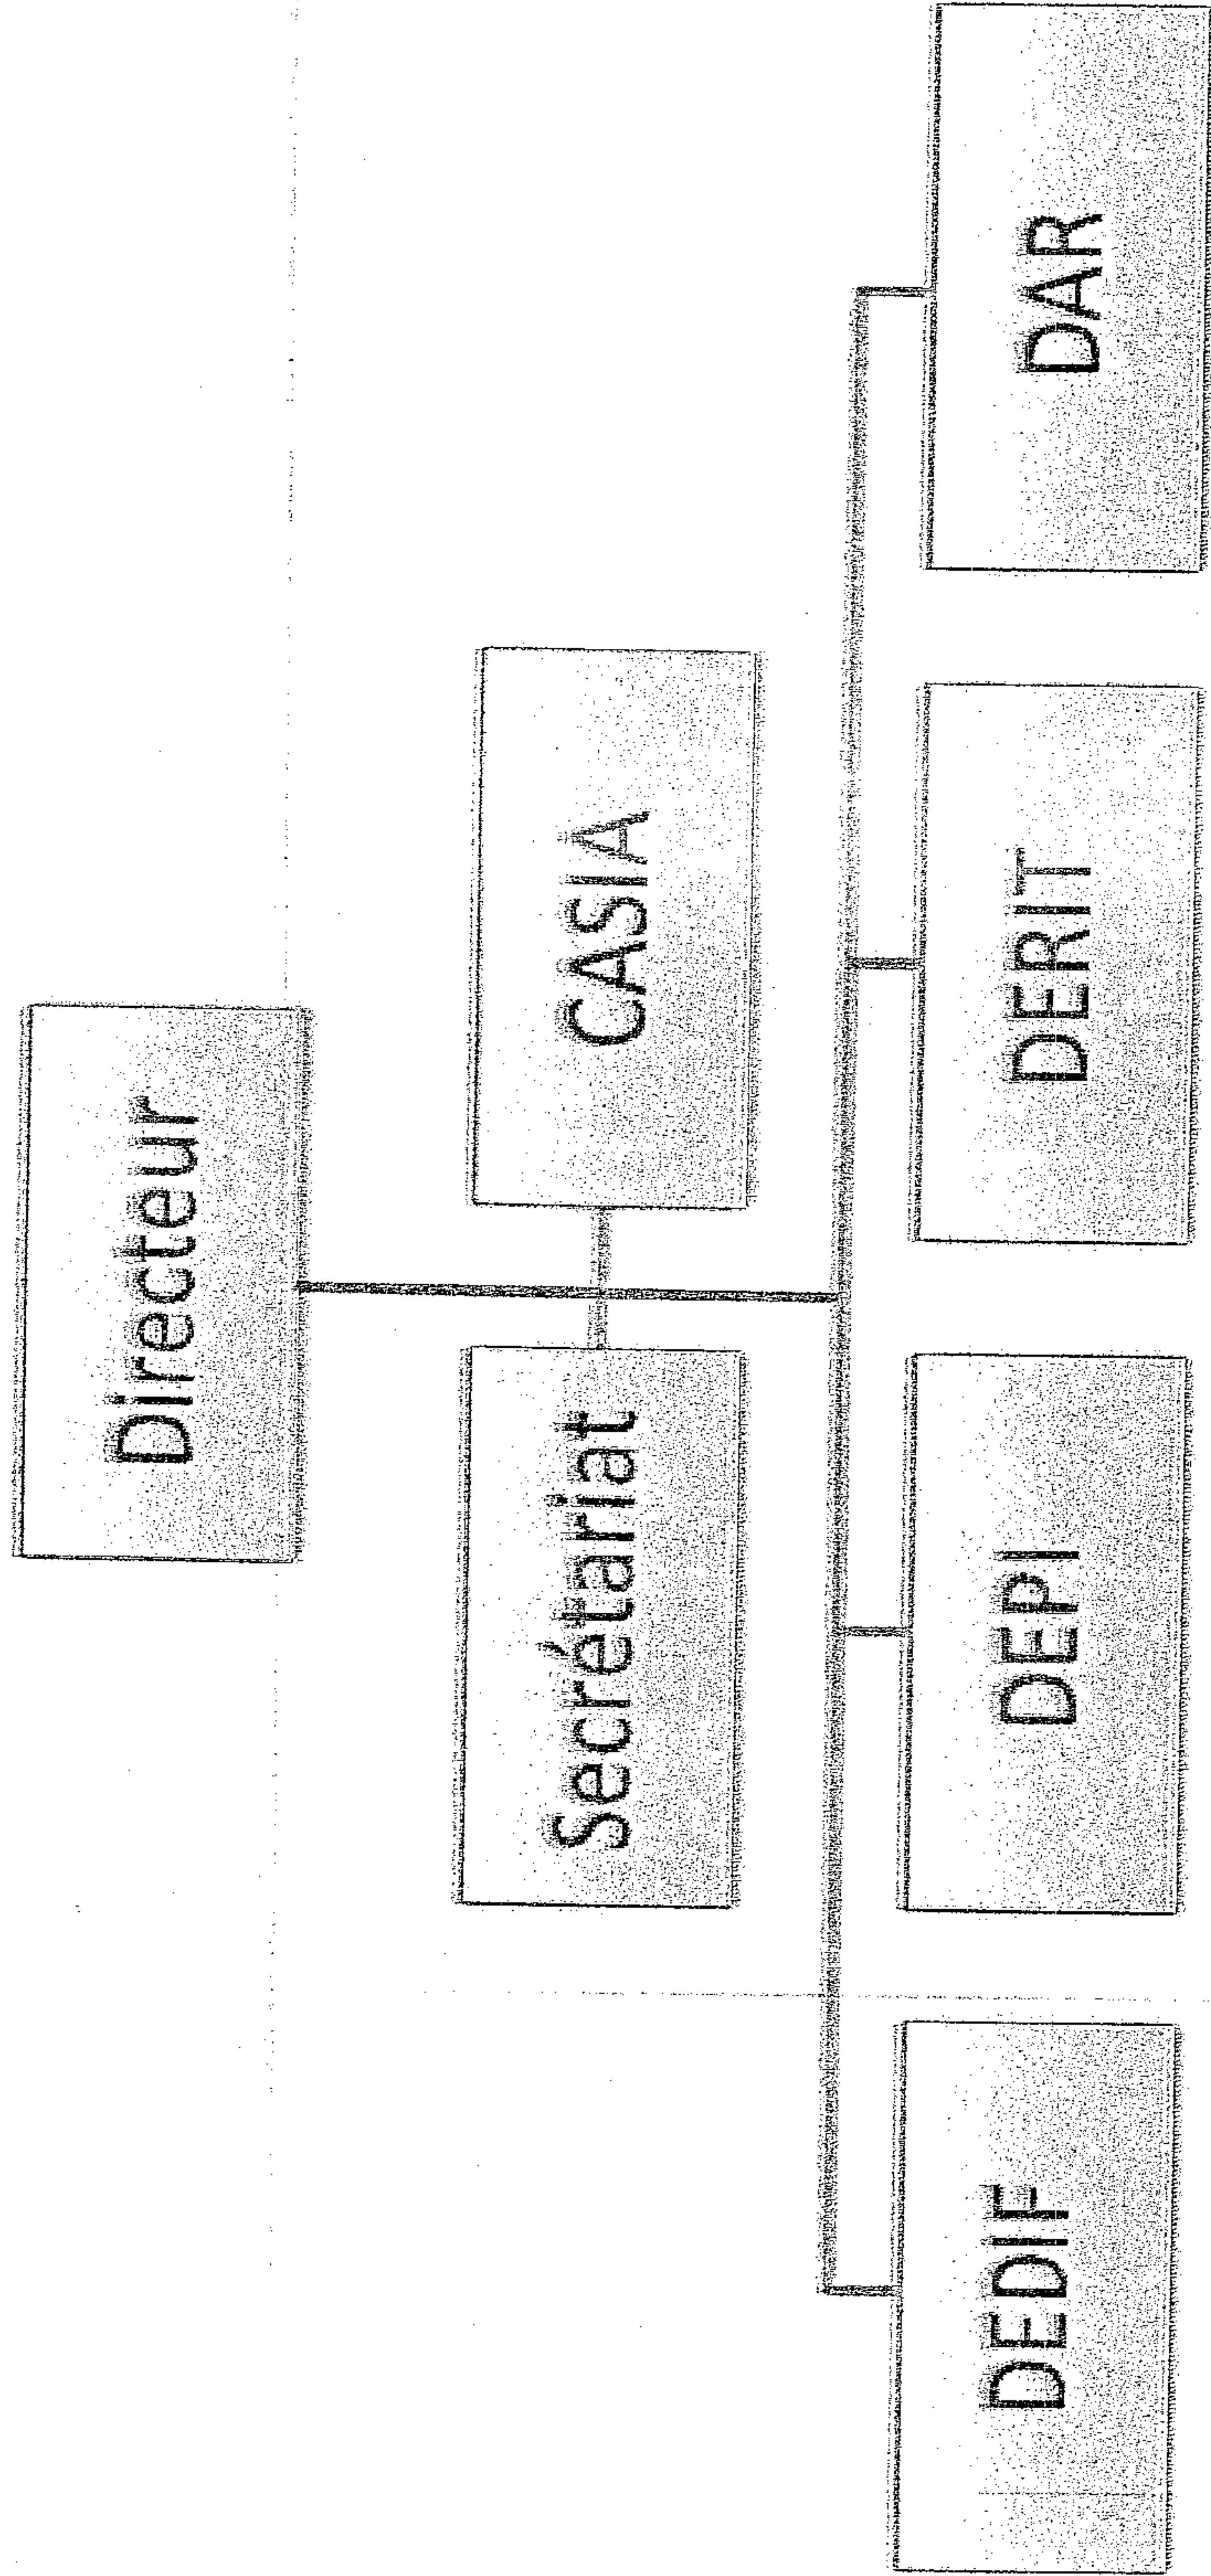 Directeur
Secrétariat
CASIA
DEDIF
DEPI
DERIT
DAR